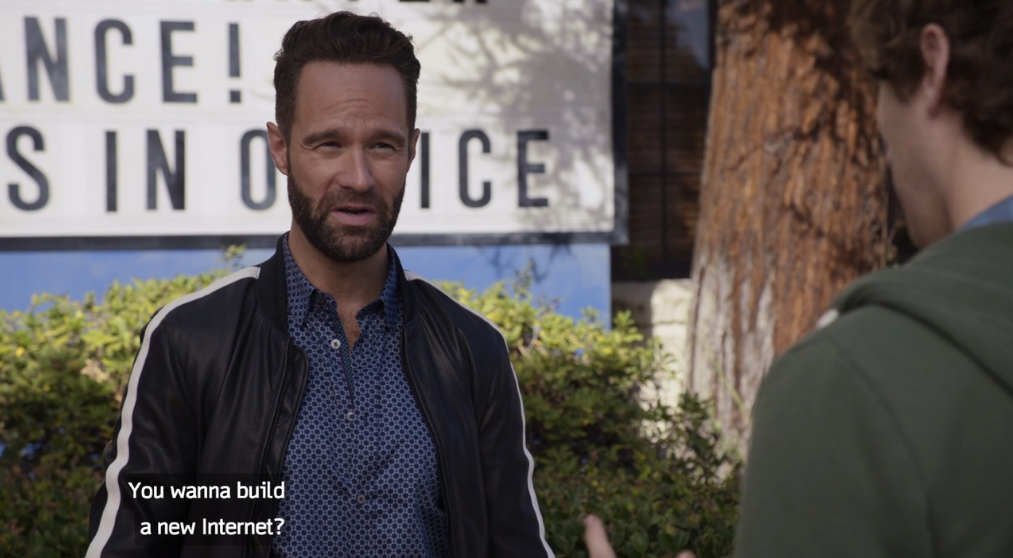 ANCE!
S IN O ICE
You wanna build
a new Internet?